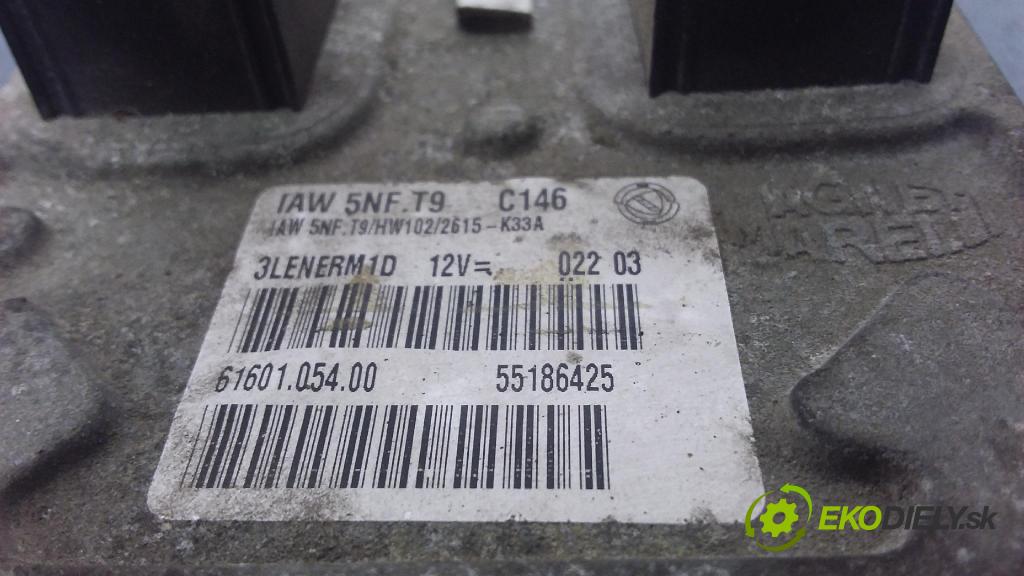 IAW 5NF.T9 C146
IAW 5NF.T9/HW102/2615-K33A
3LENERM1D 12V= 022 03
61601.054.00 55186425
EKODIELY.sk